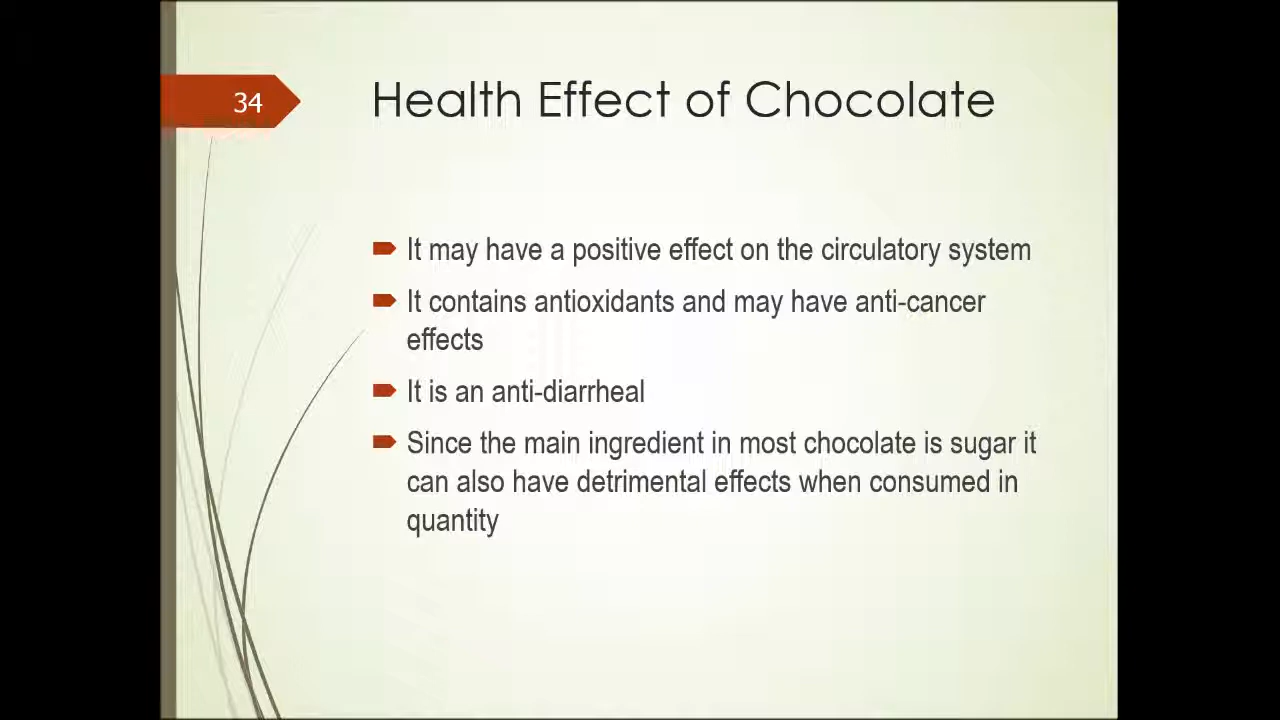 34
Health Effect of Chocolate
It may have a positive effect on the circulatory system
It contains antioxidants and may have anti-cancer
effects
It is an anti-diarrheal
Since the main ingredient in most chocolate is sugar it
can also have detrimental effects when consumed in
quantity